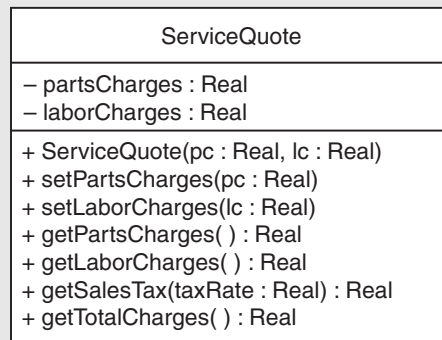 ServiceQuote
– partsCharges : Real
– laborCharges : Real
+ ServiceQuote(pc : Real, lc : Real)
+ setPartsCharges(pc : Real)
+ setLaborCharges(lc : Real)
+ getPartsCharges( ) : Real
+ getLaborCharges( ) : Real
+ getSalesTax(taxRate : Real) : Real
+ getTotalCharges( ) : Real